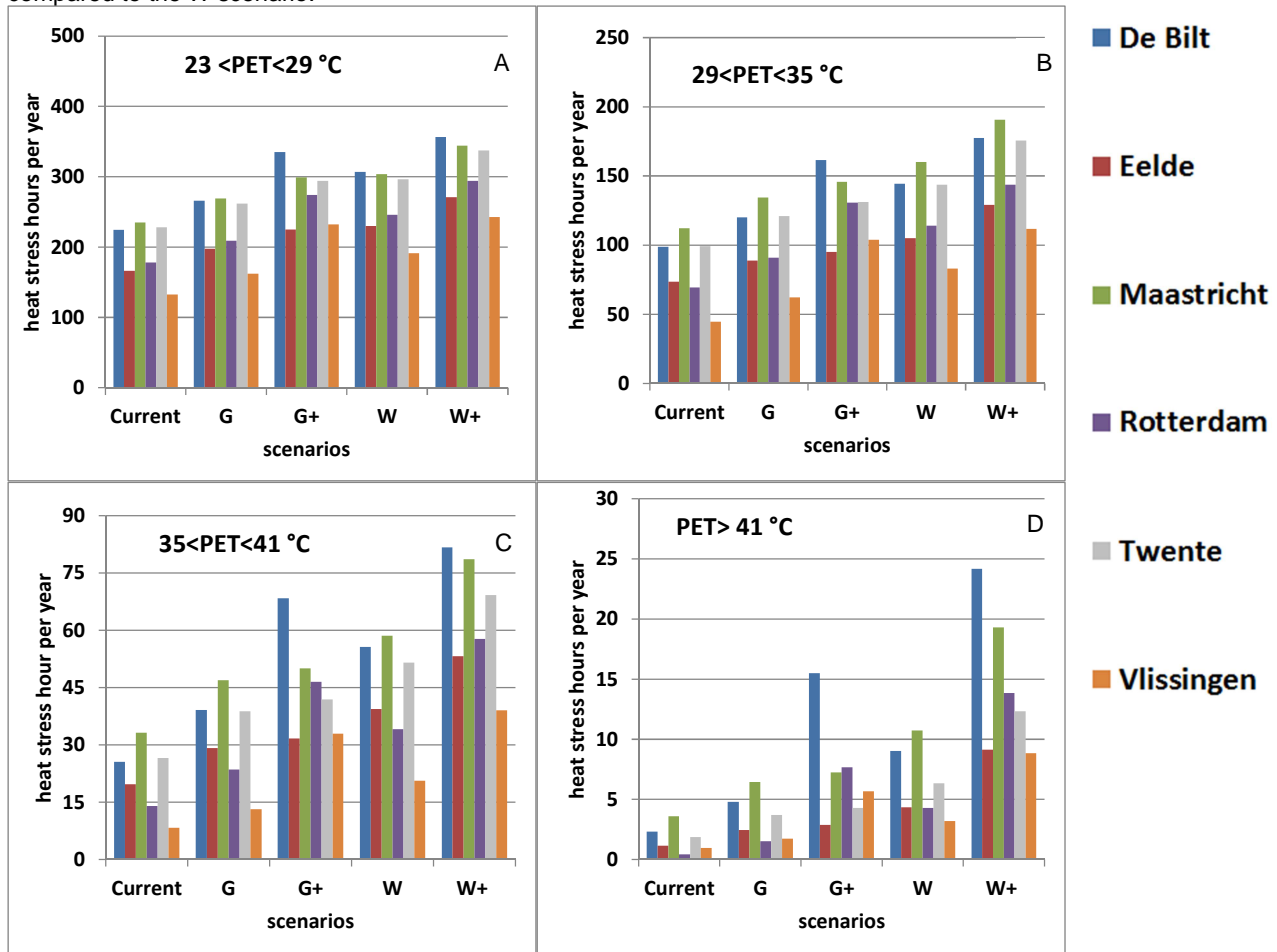 compared to the W scenario.
23 <PET<29 °C
A
heat stress hours per year
500
400
300
200
100
0
Current G G+ W W+
scenarios
29<PET<35 °C
B
heat stress hours per year
250
200
150
100
50
0
Current G G+ W W+
scenarios
35<PET<41 °C
C
heat stress hour per year
90
75
60
45
30
15
0
Current G G+ W W+
scenarios
PET> 41 °C
D
heat stress hours per year
30
25
20
15
10
5
0
Current G G+ W W+
scenarios
De Bilt
Eelde
Maastricht
Rotterdam
Twente
Vlissingen